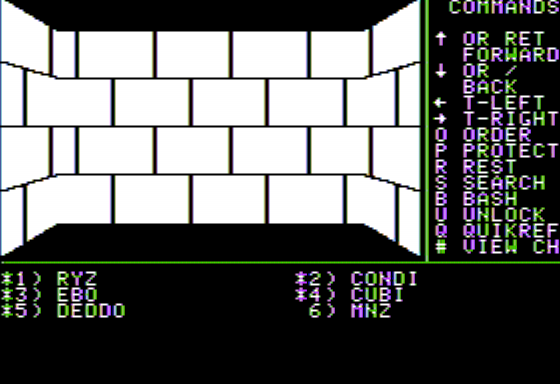 COMMANDS
↑ OR RET
FORWARD
↓ OR /
BACK
← T-LEFT
→ T-RIGHT
O ORDER
P PROTECT
R REST
S SEARCH
B BASH
U UNLOCK
Q QUIKREF
# VIEW CH
*1) RYZ *2) CONDI
*3) EBO *4) CUBI
*5) DEDDO 6) MNZ